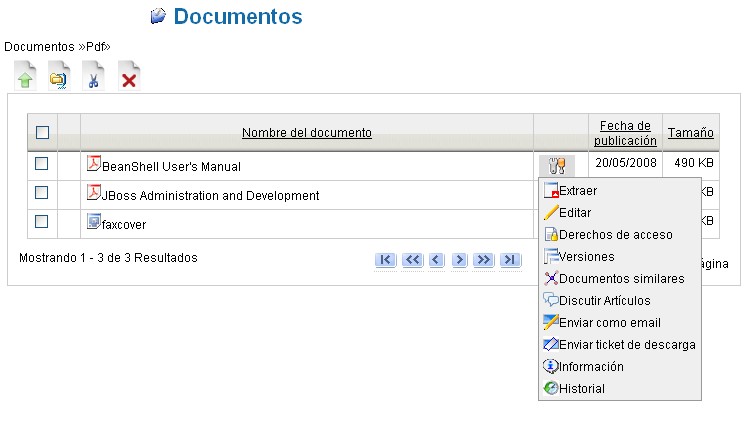 Documentos
Documentos »Pdf»
Nombre del documento
Fecha de publicación
Tamaño
BeanShell User's Manual
20/05/2008
490 KB
JBoss Administration and Development
KB
faxcover
KB
Extraer
Editar
Derechos de acceso
Versiones
Documentos similares
Discutir Artículos
Enviar como email
Enviar ticket de descarga
Información
Historial
Mostrando 1 - 3 de 3 Resultados
ágina